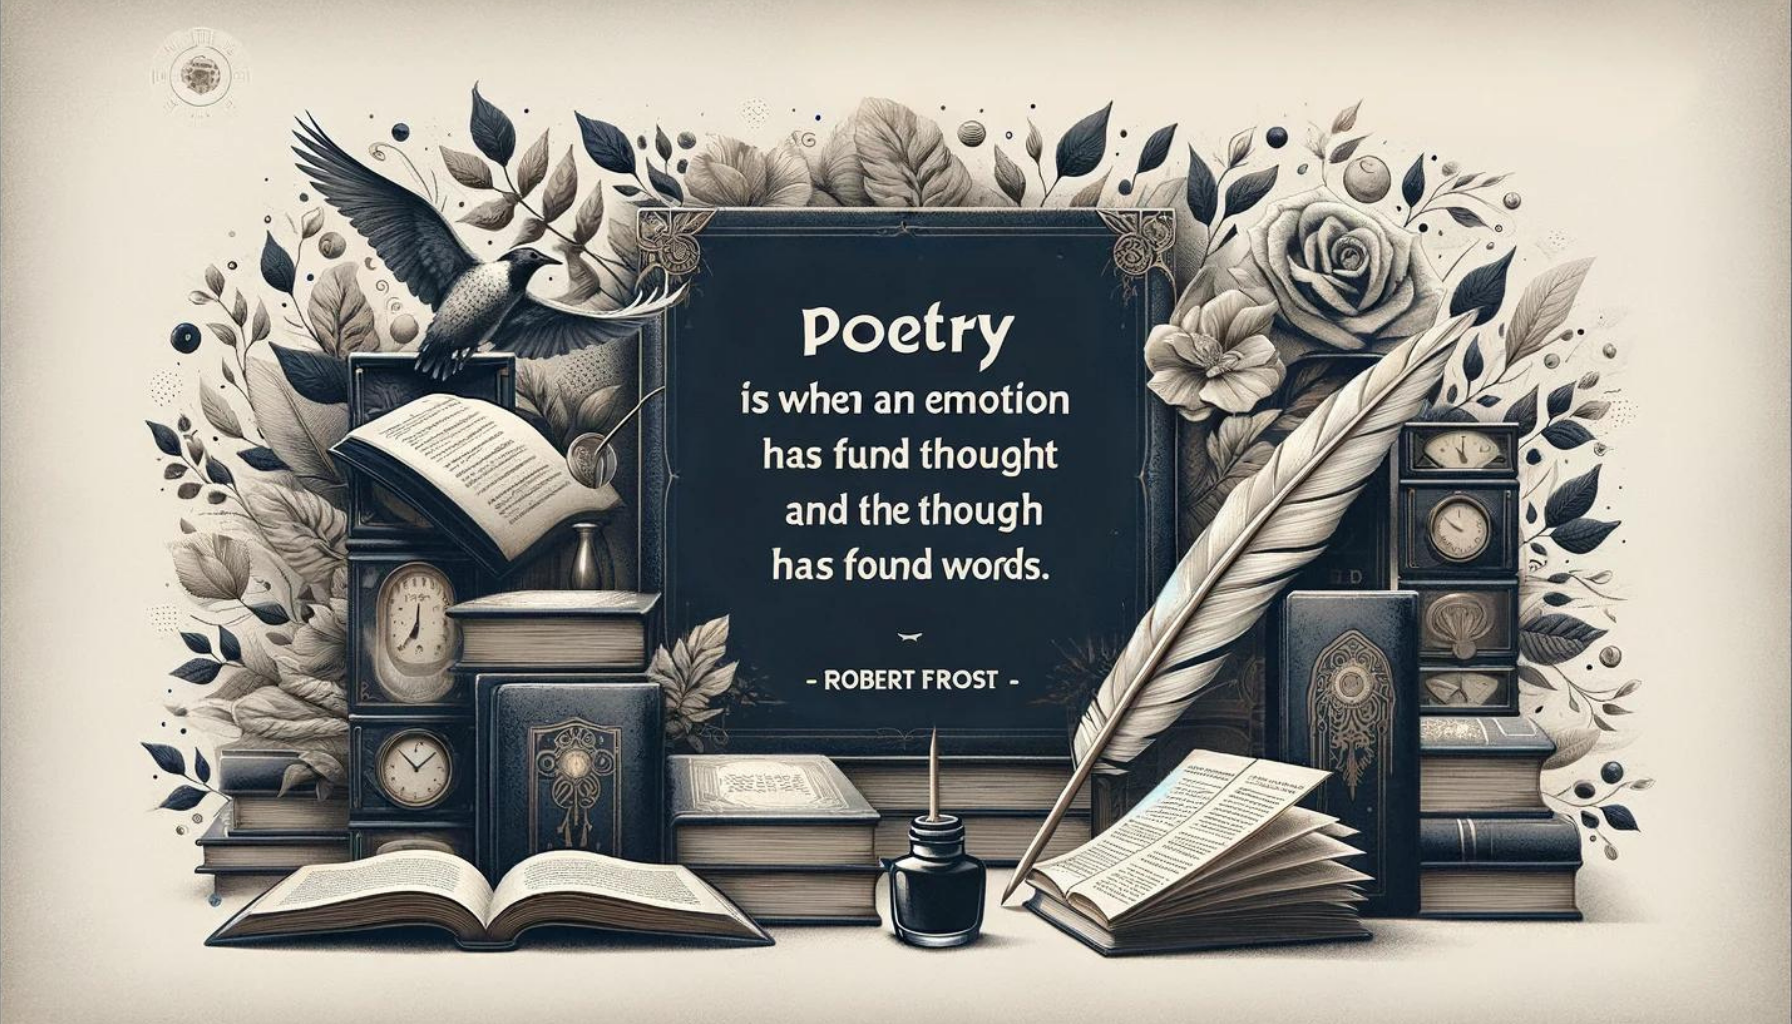 Poetry
is when an emotion
has fund thought
and the though
has found words.
- ROBERT FROST -